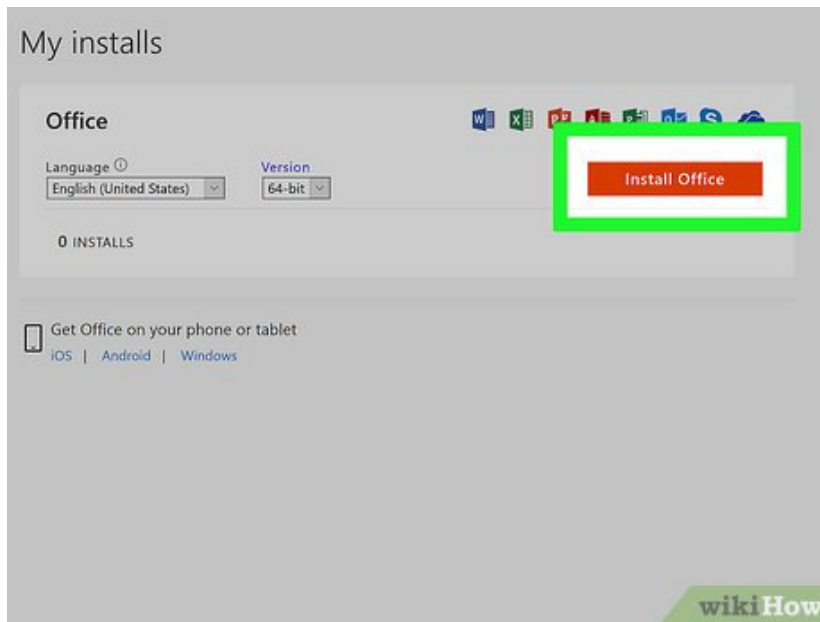 My installs
Office
Language
Version
English (United States)
64-bit
Install Office
0 INSTALLS
Get Office on your phone or tablet
iOS | Android | Windows
wikiHow